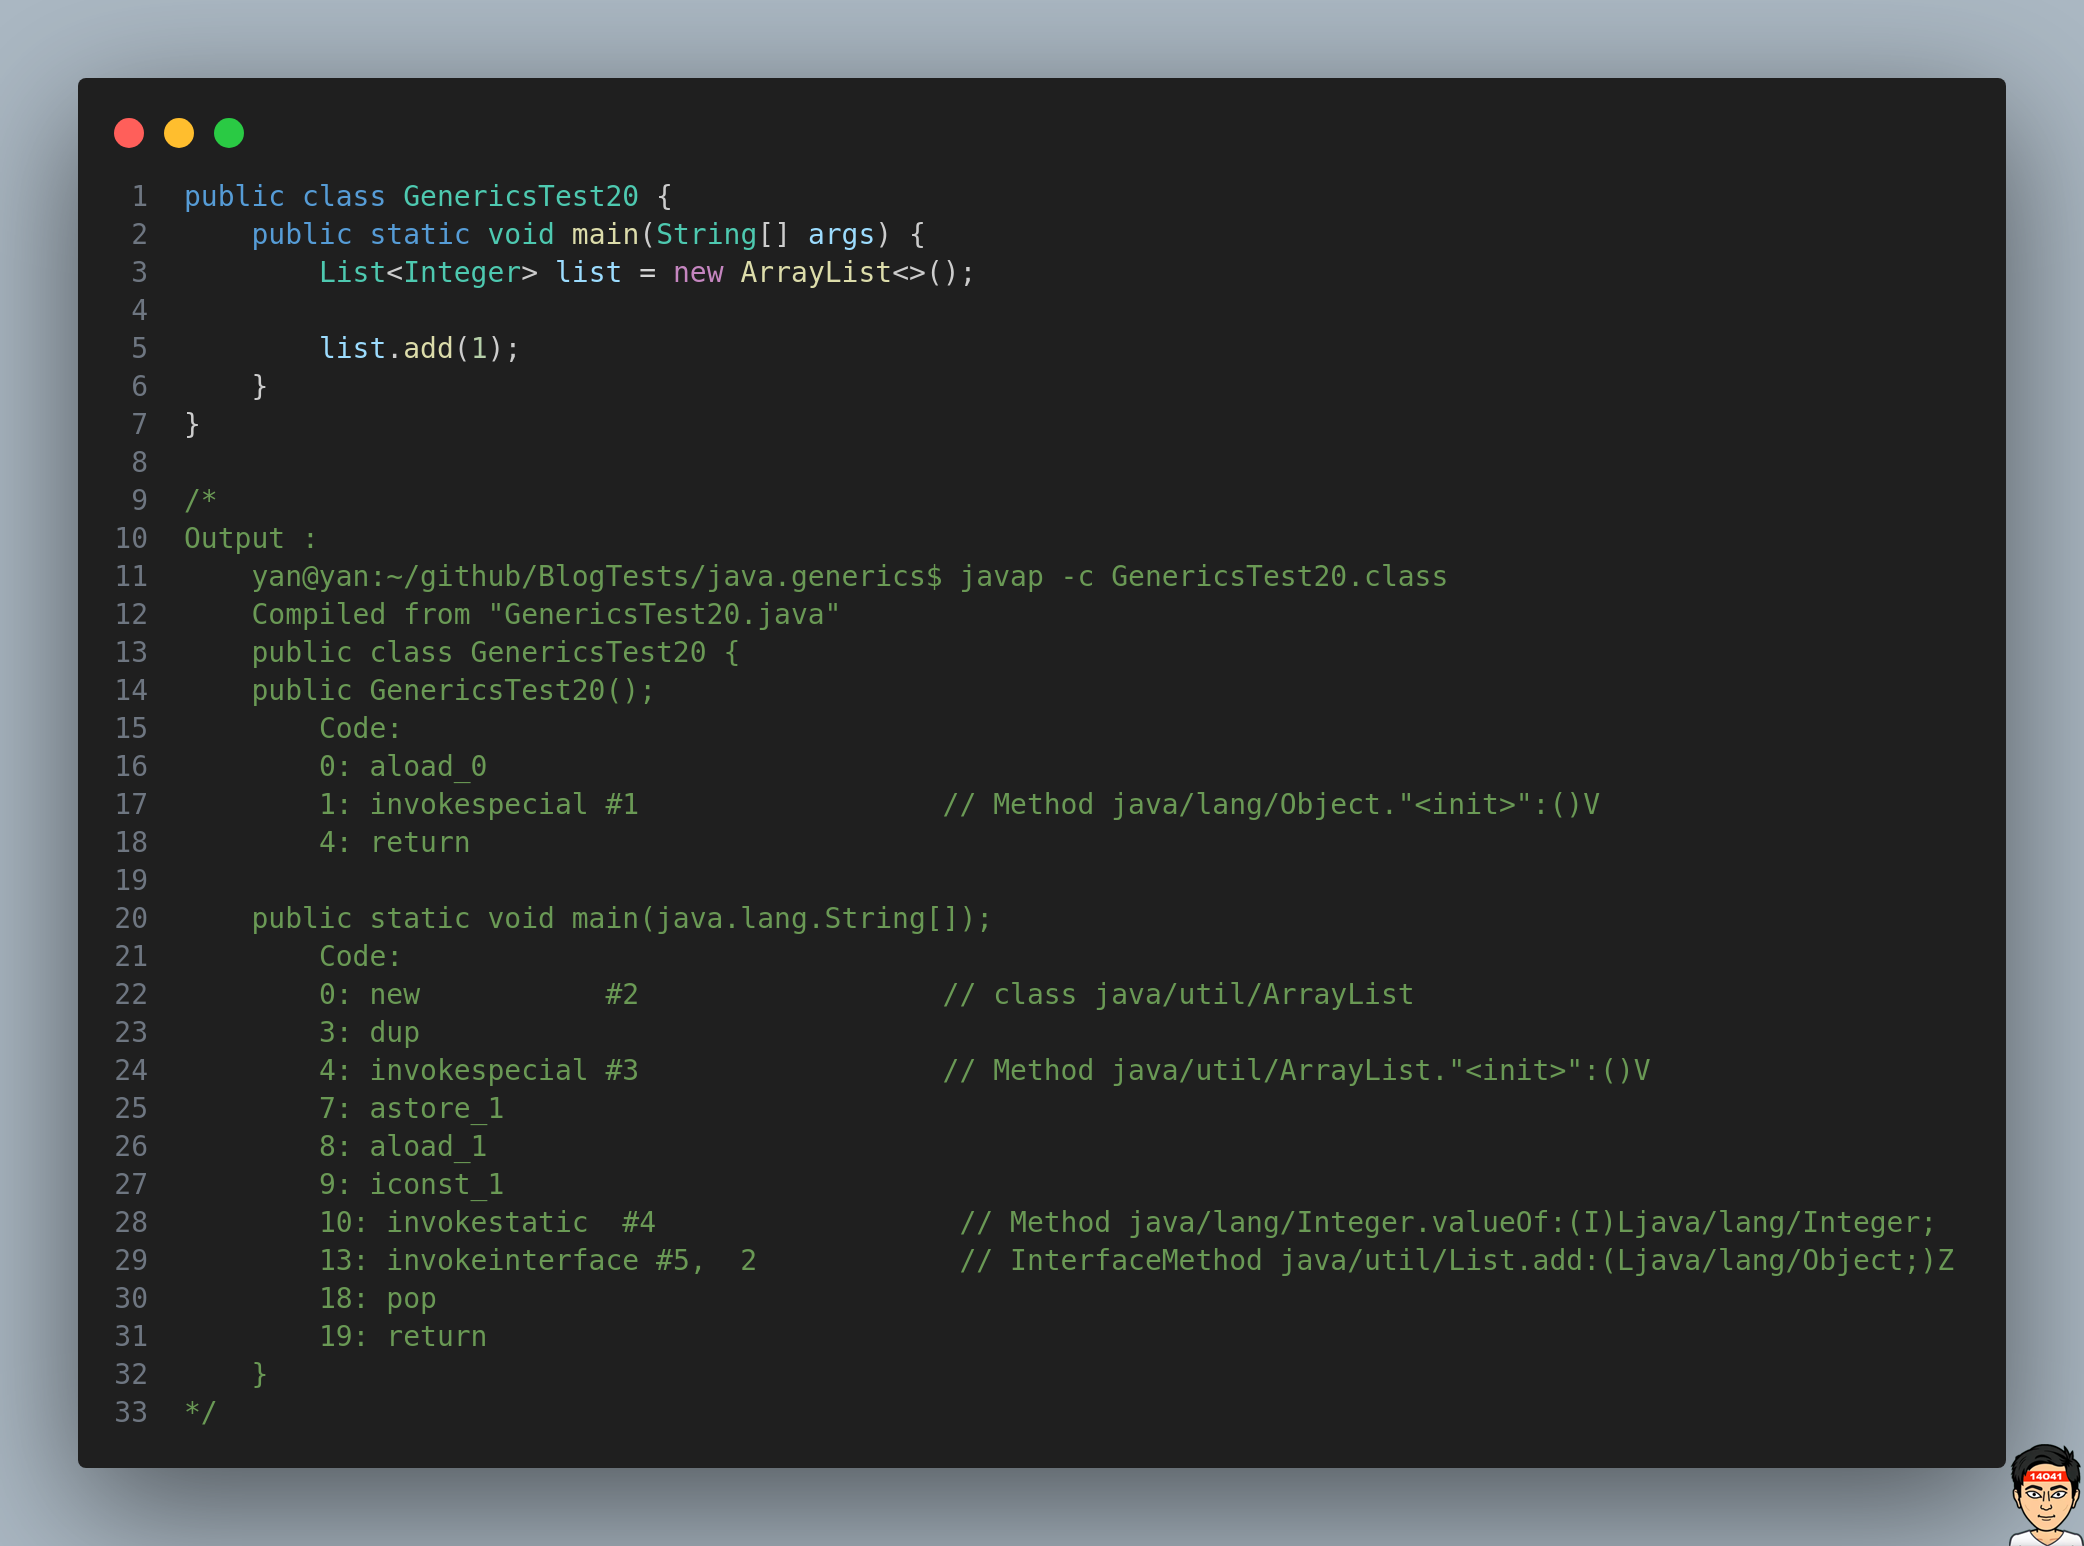 1 public class GenericsTest20 {
2     public static void main(String[] args) {
3         List<Integer> list = new ArrayList<>();
4
5         list.add(1);
6     }
7 }
8
9 /*
10 Output :
11     yan@yan:~/github/BlogTests/java.generics$ javap -c GenericsTest20.class
12     Compiled from "GenericsTest20.java"
13     public class GenericsTest20 {
14     public GenericsTest20();
15         Code:
16         0: aload_0
17         1: invokespecial #1                  // Method java/lang/Object."<init>":()V
18         4: return
19
20     public static void main(java.lang.String[]);
21         Code:
22         0: new           #2                  // class java/util/ArrayList
23         3: dup
24         4: invokespecial #3                  // Method java/util/ArrayList."<init>":()V
25         7: astore_1
26         8: aload_1
27         9: iconst_1
28         10: invokestatic  #4                  // Method java/lang/Integer.valueOf:(I)Ljava/lang/Integer;
29         13: invokeinterface #5,  2            // InterfaceMethod java/util/List.add:(Ljava/lang/Object;)Z
30         18: pop
31         19: return
32     }
33 */
14041